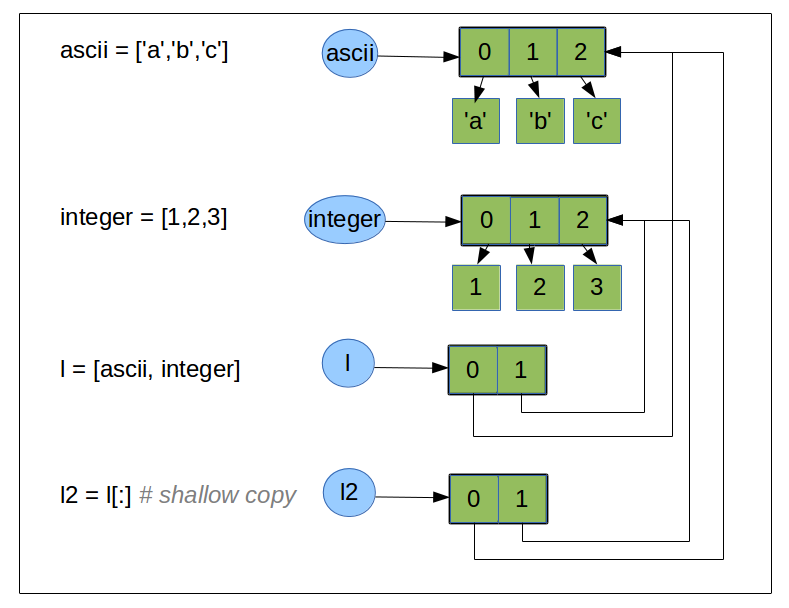 ascii = ['a','b','c'] ascii 0 1 2
'a' 'b' 'c'
integer = [1,2,3] integer 0 1 2
1 2 3
l = [ascii, integer] l 0 1
l2 = l[:] # shallow copy l2 0 1